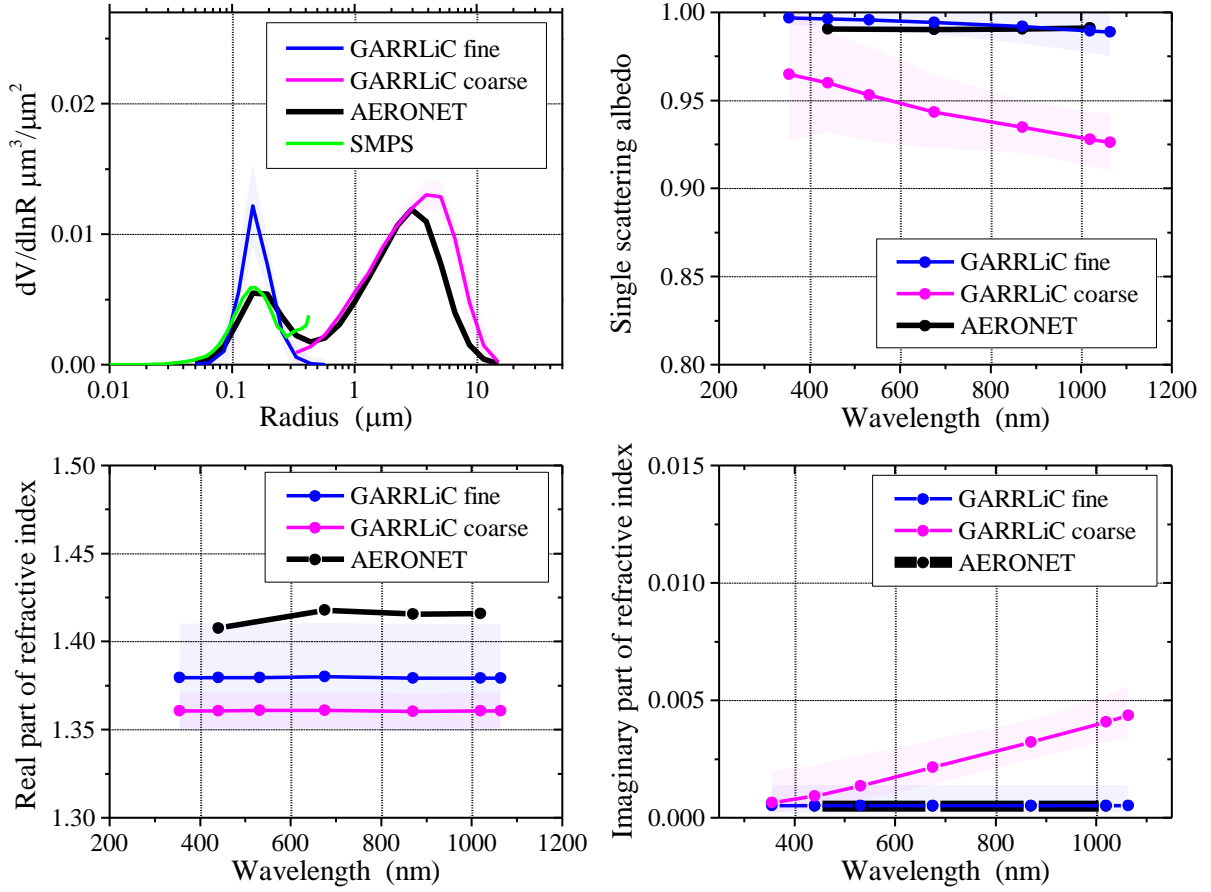 dV/dlnR μm³/μm²
0.02
0.01
0.00
0.01
0.1
1
10
Radius (μm)
GARRLiC fine
GARRLiC coarse
AERONET
SMPS
Single scattering albedo
1.00
0.95
0.90
0.85
0.80
200
400
600
800
1000
1200
Wavelength (nm)
GARRLiC fine
GARRLiC coarse
AERONET
Real part of refractive index
1.50
1.45
1.40
1.35
1.30
200
400
600
800
1000
1200
Wavelength (nm)
GARRLiC fine
GARRLiC coarse
AERONET
Imaginary part of refractive index
0.015
0.010
0.005
0.000
400
600
800
1000
Wavelength (nm)
GARRLiC fine
GARRLiC coarse
AERONET